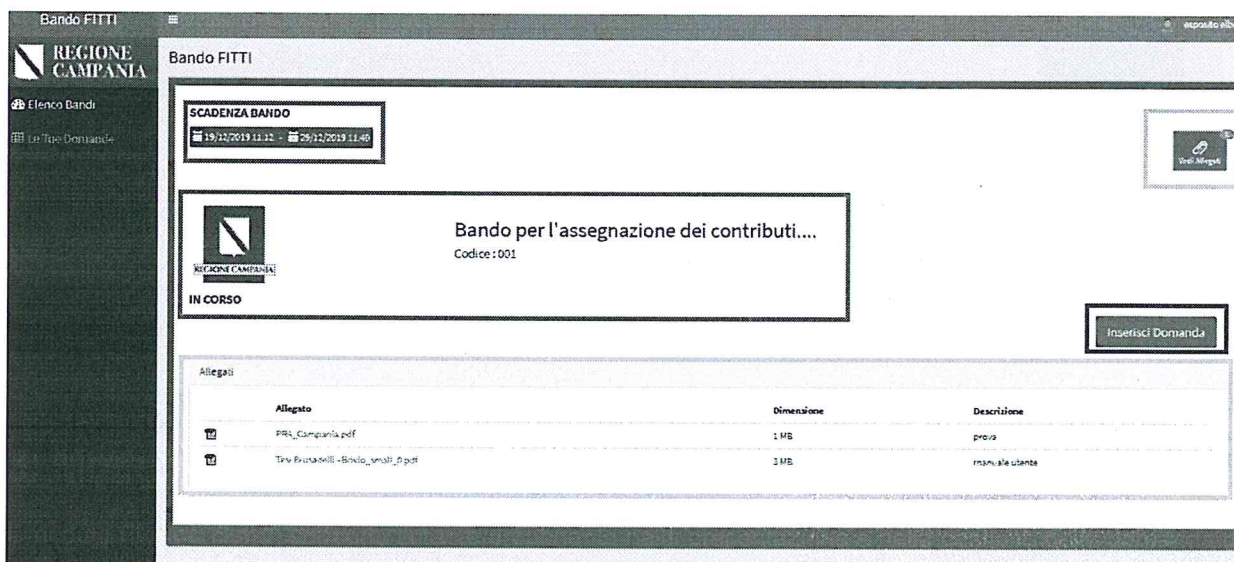 Bando FITTI
esposito
REGIONE
CAMPANIA
Bando FITTI
Elenco Bandi
Le Tue Domande
SCADENZA BANDO
19/12/2019 11:12 - 29/12/2019 11:40
Vedi Allegati
Bando per l'assegnazione dei contributi....
Codice : 001
REGIONE CAMPANIA
IN CORSO
Inserisci Domanda
Allegati
Allegato Dimensione Descrizione
PRA_Campania.pdf 1 MB prova
3 MB manuale utente